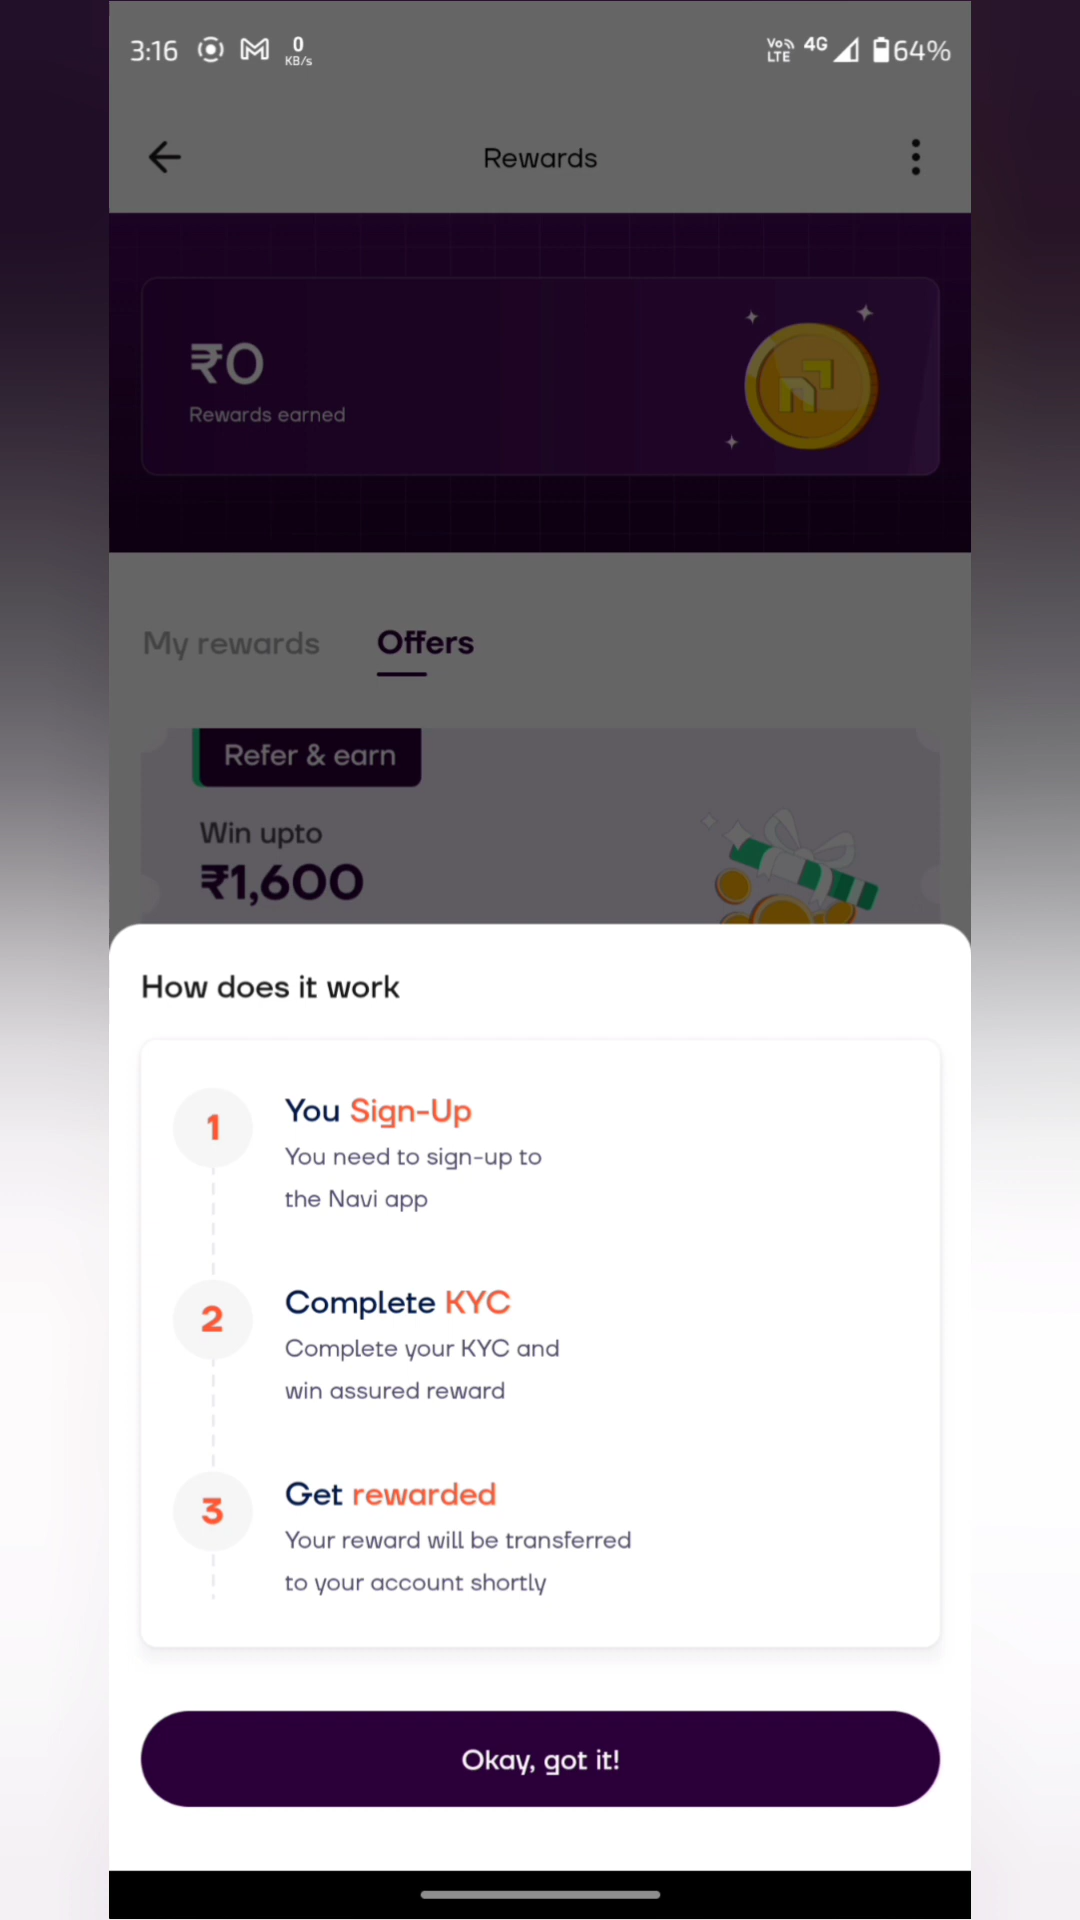 3:16 0 KB/s Vo LTE 4G 64%
Rewards
₹0
Rewards earned
My rewards Offers
Refer & earn
Win upto
₹1,600
How does it work
1 You Sign-Up
You need to sign-up to
the Navi app
2 Complete KYC
Complete your KYC and
win assured reward
3 Get rewarded
Your reward will be transferred
to your account shortly
Okay, got it!